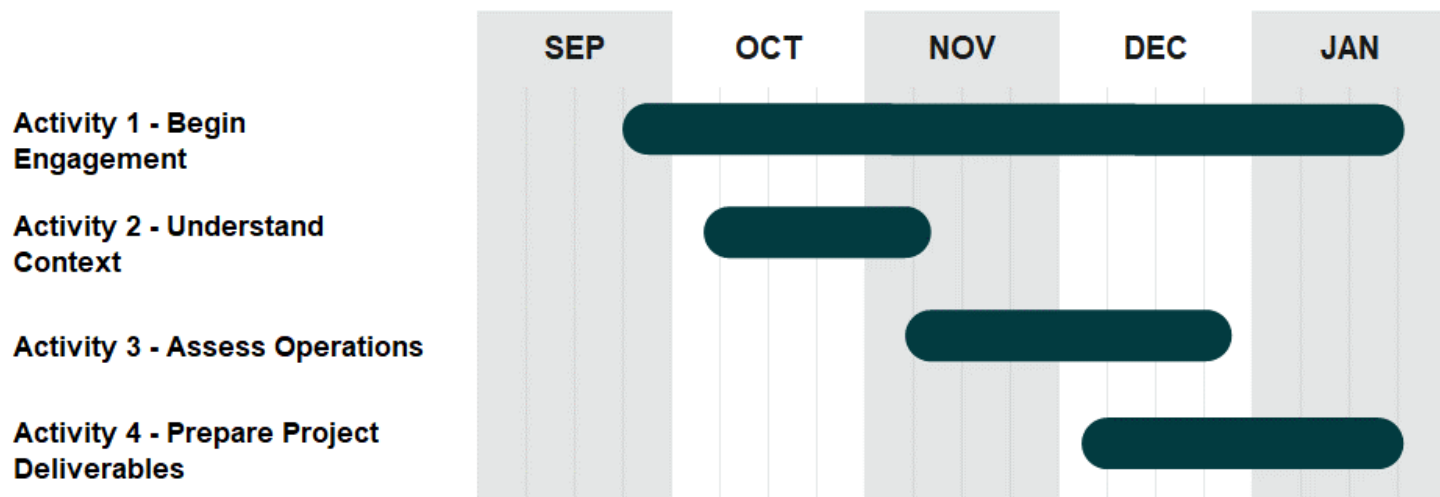 SEP OCT NOV DEC JAN
Activity 1 - Begin
Engagement
Activity 2 - Understand
Context
Activity 3 - Assess Operations
Activity 4 - Prepare Project
Deliverables